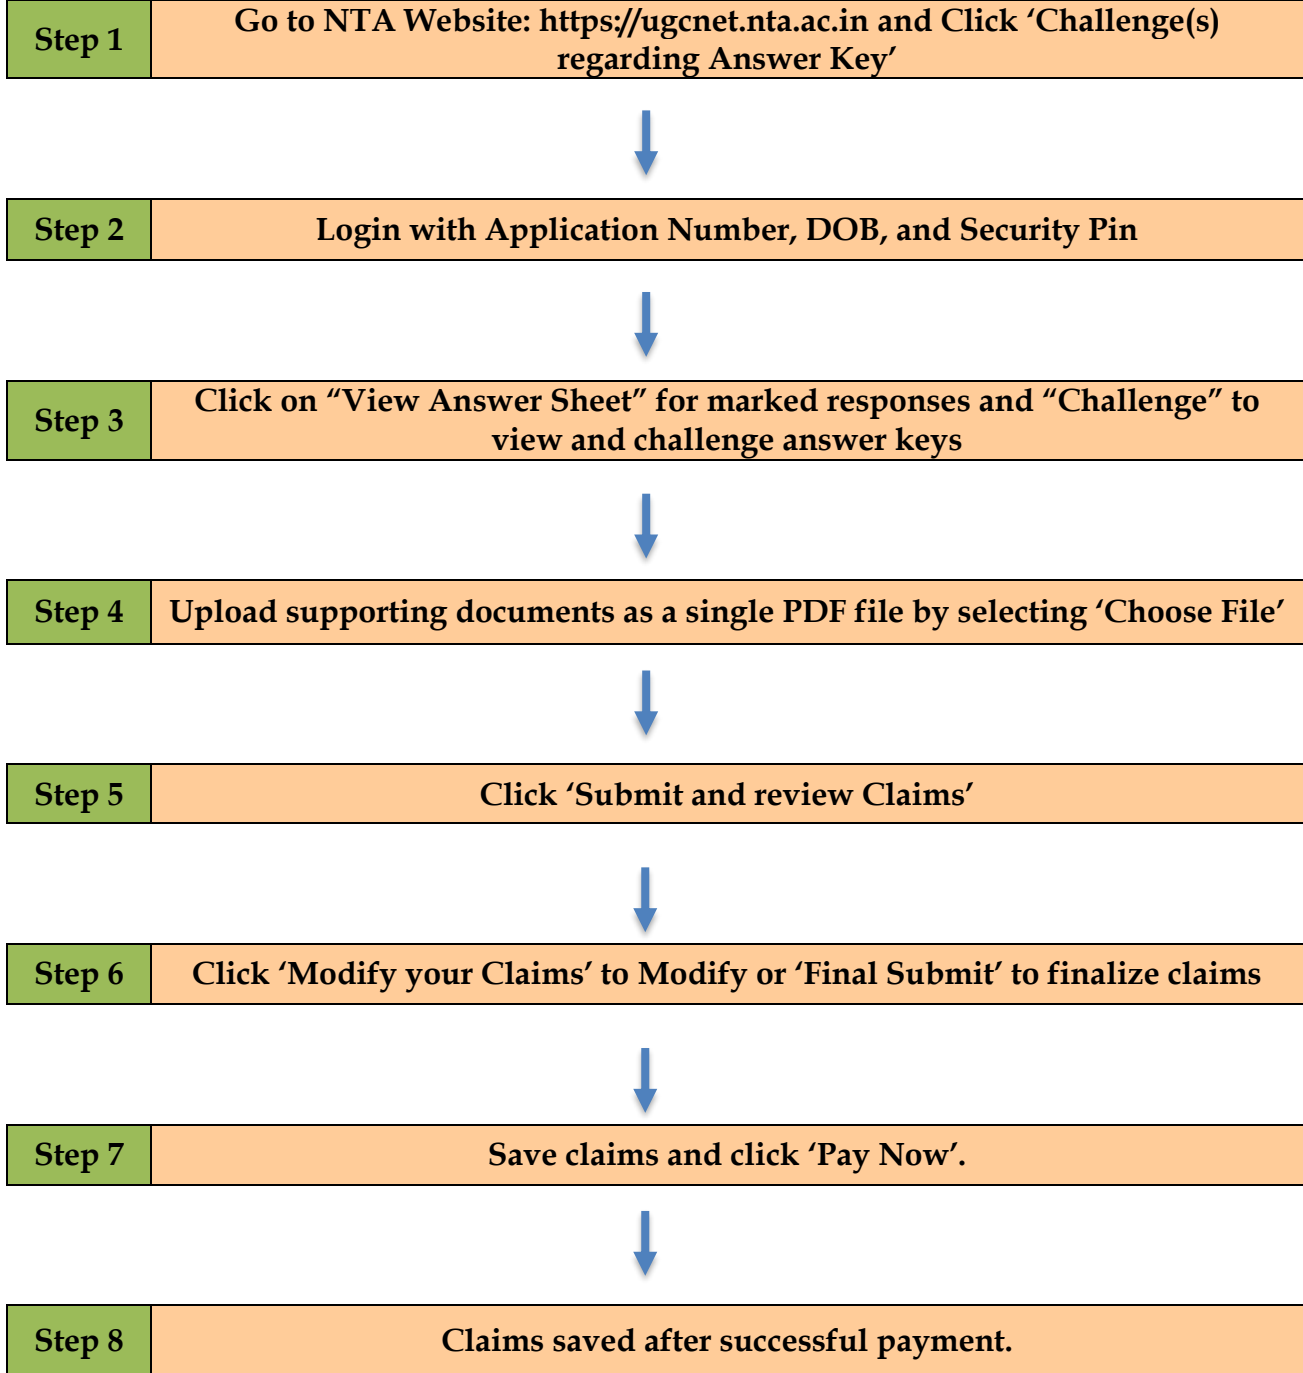 Step 1
Go to NTA Website: https://ugcnet.nta.ac.in and Click ‘Challenge(s)
regarding Answer Key’
Step 2
Login with Application Number, DOB, and Security Pin
Step 3
Click on “View Answer Sheet” for marked responses and “Challenge” to
view and challenge answer keys
Step 4
Upload supporting documents as a single PDF file by selecting ‘Choose File’
Step 5
Click ‘Submit and review Claims’
Step 6
Click ‘Modify your Claims’ to Modify or ‘Final Submit’ to finalize claims
Step 7
Save claims and click ‘Pay Now’.
Step 8
Claims saved after successful payment.